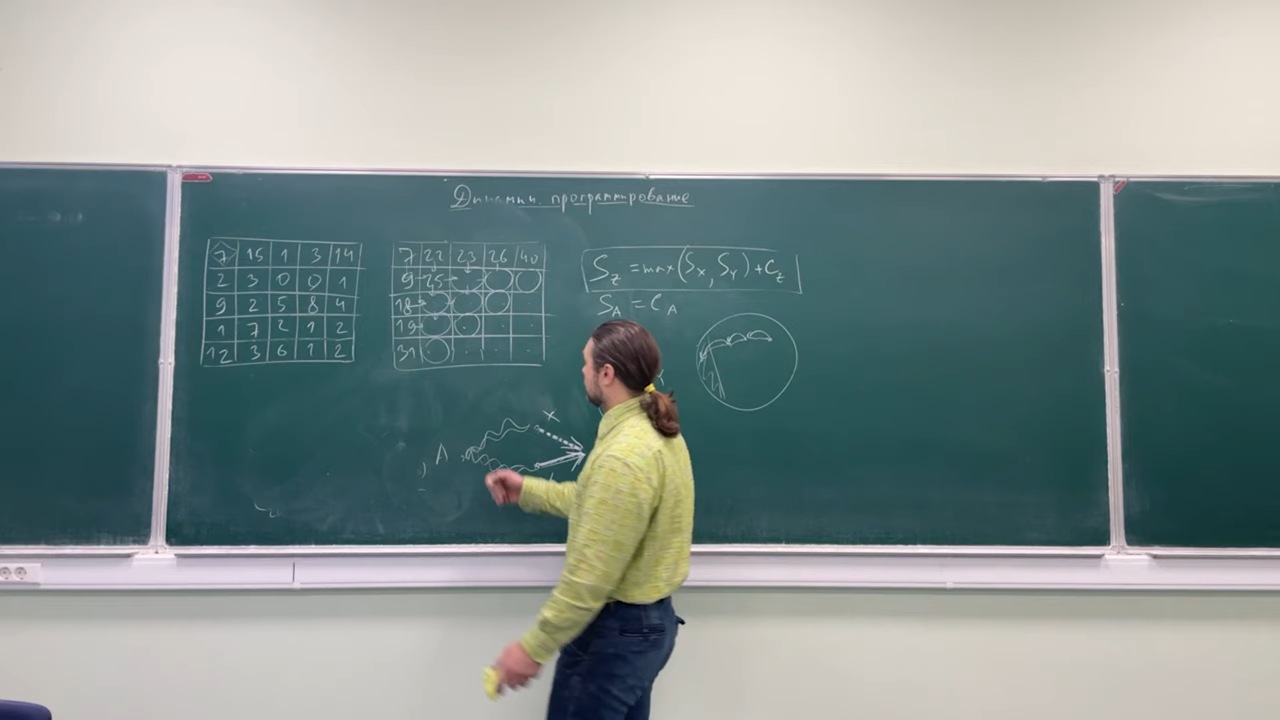 Динамич. программирование
7 15 1 3 14
2 3 0 0 1
9 2 5 8 4
1 7 2 1 2
12 3 6 1 2
7 22 23 26 40
9 25
18
19
31
S_z = max(S_x, S_y) + C_z
S_A = C_A
x
A